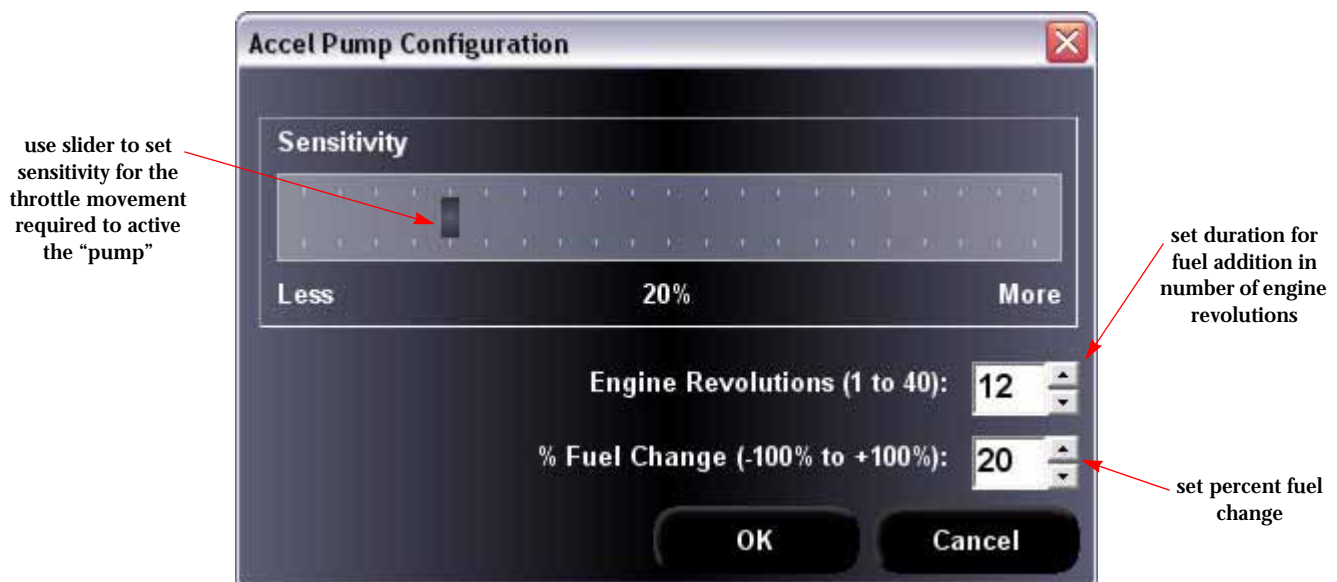 Accel Pump Configuration
use slider to set
sensitivity for the
throttle movement
required to active
the “pump”
Sensitivity
Less 20% More
set duration for
fuel addition in
number of engine
revolutions
Engine Revolutions (1 to 40): 12
% Fuel Change (-100% to +100%): 20
set percent fuel
change
OK Cancel